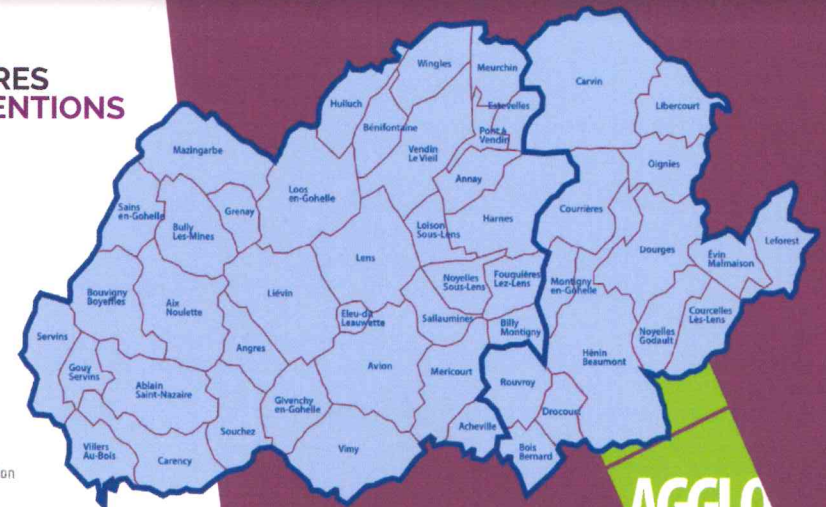 RES
ENTIONS
Wingles
Meurchin
Carvin
Hulluch
Estevelles
Libercourt
Bénifontaine
Pont à
Vendin
Mazingarbe
Vendin
Le Vieil
Oignies
Annay
Loos
en-Gohelle
Sains
en-Gohelle
Grenay
Bully
Les-Mines
Courrières
Harnes
Loison
Sous-Lens
Dourges
Leforest
Évin
Malmaison
Lens
Noyelles
Sous-Lens
Fouquières
Lez-Lens
Montigny
en-Gohelle
Bouvigny
Boyeffles
Aix
Noulette
Liévin
Eleu-dit
Leauwette
Sallaumines
Billy
Montigny
Courcelles
Lès-Lens
Noyelles
Godault
Servins
Angres
Hénin
Beaumont
Gouy
Servins
Ablain
Saint-Nazaire
Avion
Mericourt
Rouvroy
Givenchy
en-Gohelle
Drocourt
Souchez
Acheville
Villers
Au-Bois
Carency
Vimy
Bois
Bernard
on
AGGLO